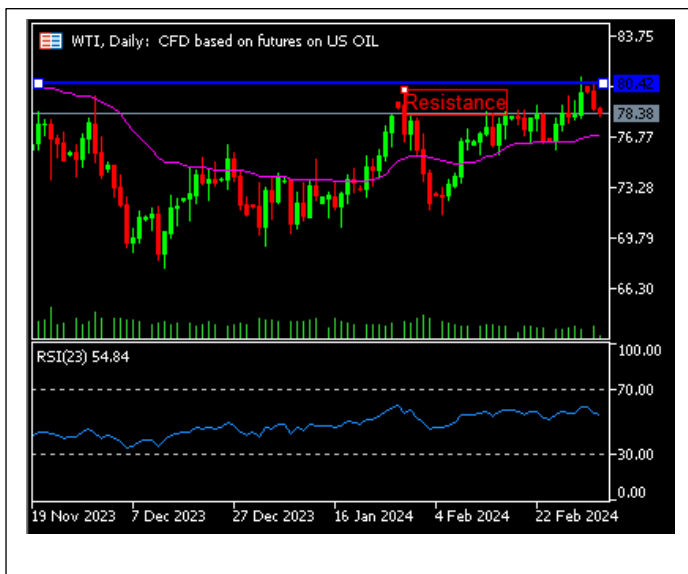 WTI, Daily: CFD based on futures on US OIL
83.75
80.42
Resistance
78.38
76.77
73.28
69.79
66.30
RSI(23) 54.84
100.00
70.00
30.00
0.00
19 Nov 2023 7 Dec 2023 27 Dec 2023 16 Jan 2024 4 Feb 2024 22 Feb 2024